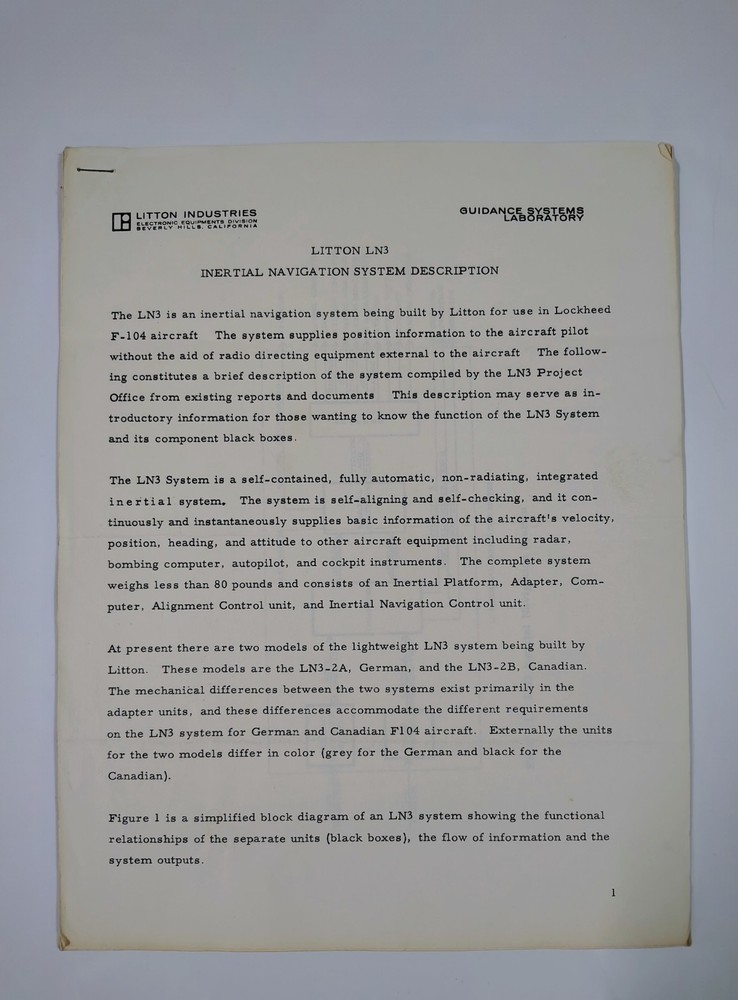 LITTON INDUSTRIES
ELECTRONIC EQUIPMENTS DIVISION
BEVERLY HILLS, CALIFORNIA
GUIDANCE SYSTEMS
LABORATORY
LITTON LN3
INERTIAL NAVIGATION SYSTEM DESCRIPTION
The LN3 is an inertial navigation system being built by Litton for use in Lockheed
F-104 aircraft The system supplies position information to the aircraft pilot
without the aid of radio directing equipment external to the aircraft The follow-
ing constitutes a brief description of the system compiled by the LN3 Project
Office from existing reports and documents This description may serve as in-
troductory information for those wanting to know the function of the LN3 System
and its component black boxes.
The LN3 System is a self-contained, fully automatic, non-radiating, integrated
inertial system. The system is self-aligning and self-checking, and it con-
tinuously and instantaneously supplies basic information of the aircraft's velocity,
position, heading, and attitude to other aircraft equipment including radar,
bombing computer, autopilot, and cockpit instruments. The complete system
weighs less than 80 pounds and consists of an Inertial Platform, Adapter, Com-
puter, Alignment Control unit, and Inertial Navigation Control unit.
At present there are two models of the lightweight LN3 system being built by
Litton. These models are the LN3-2A, German, and the LN3-2B, Canadian.
The mechanical differences between the two systems exist primarily in the
adapter units, and these differences accommodate the different requirements
on the LN3 system for German and Canadian F104 aircraft. Externally the units
for the two models differ in color (grey for the German and black for the
Canadian).
Figure 1 is a simplified block diagram of an LN3 system showing the functional
relationships of the separate units (black boxes), the flow of information and the
system outputs.
1